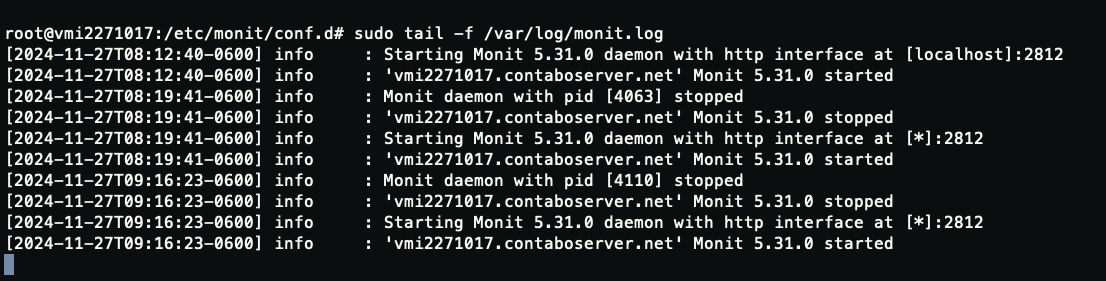 root@vmi2271017:/etc/monit/conf.d# sudo tail -f /var/log/monit.log
[2024-11-27T08:12:40-0600] info     : Starting Monit 5.31.0 daemon with http interface at [localhost]:2812
[2024-11-27T08:12:40-0600] info     : 'vmi2271017.contaboserver.net' Monit 5.31.0 started
[2024-11-27T08:19:41-0600] info     : Monit daemon with pid [4063] stopped
[2024-11-27T08:19:41-0600] info     : 'vmi2271017.contaboserver.net' Monit 5.31.0 stopped
[2024-11-27T08:19:41-0600] info     : Starting Monit 5.31.0 daemon with http interface at [*]:2812
[2024-11-27T08:19:41-0600] info     : 'vmi2271017.contaboserver.net' Monit 5.31.0 started
[2024-11-27T09:16:23-0600] info     : Monit daemon with pid [4110] stopped
[2024-11-27T09:16:23-0600] info     : 'vmi2271017.contaboserver.net' Monit 5.31.0 stopped
[2024-11-27T09:16:23-0600] info     : Starting Monit 5.31.0 daemon with http interface at [*]:2812
[2024-11-27T09:16:23-0600] info     : 'vmi2271017.contaboserver.net' Monit 5.31.0 started